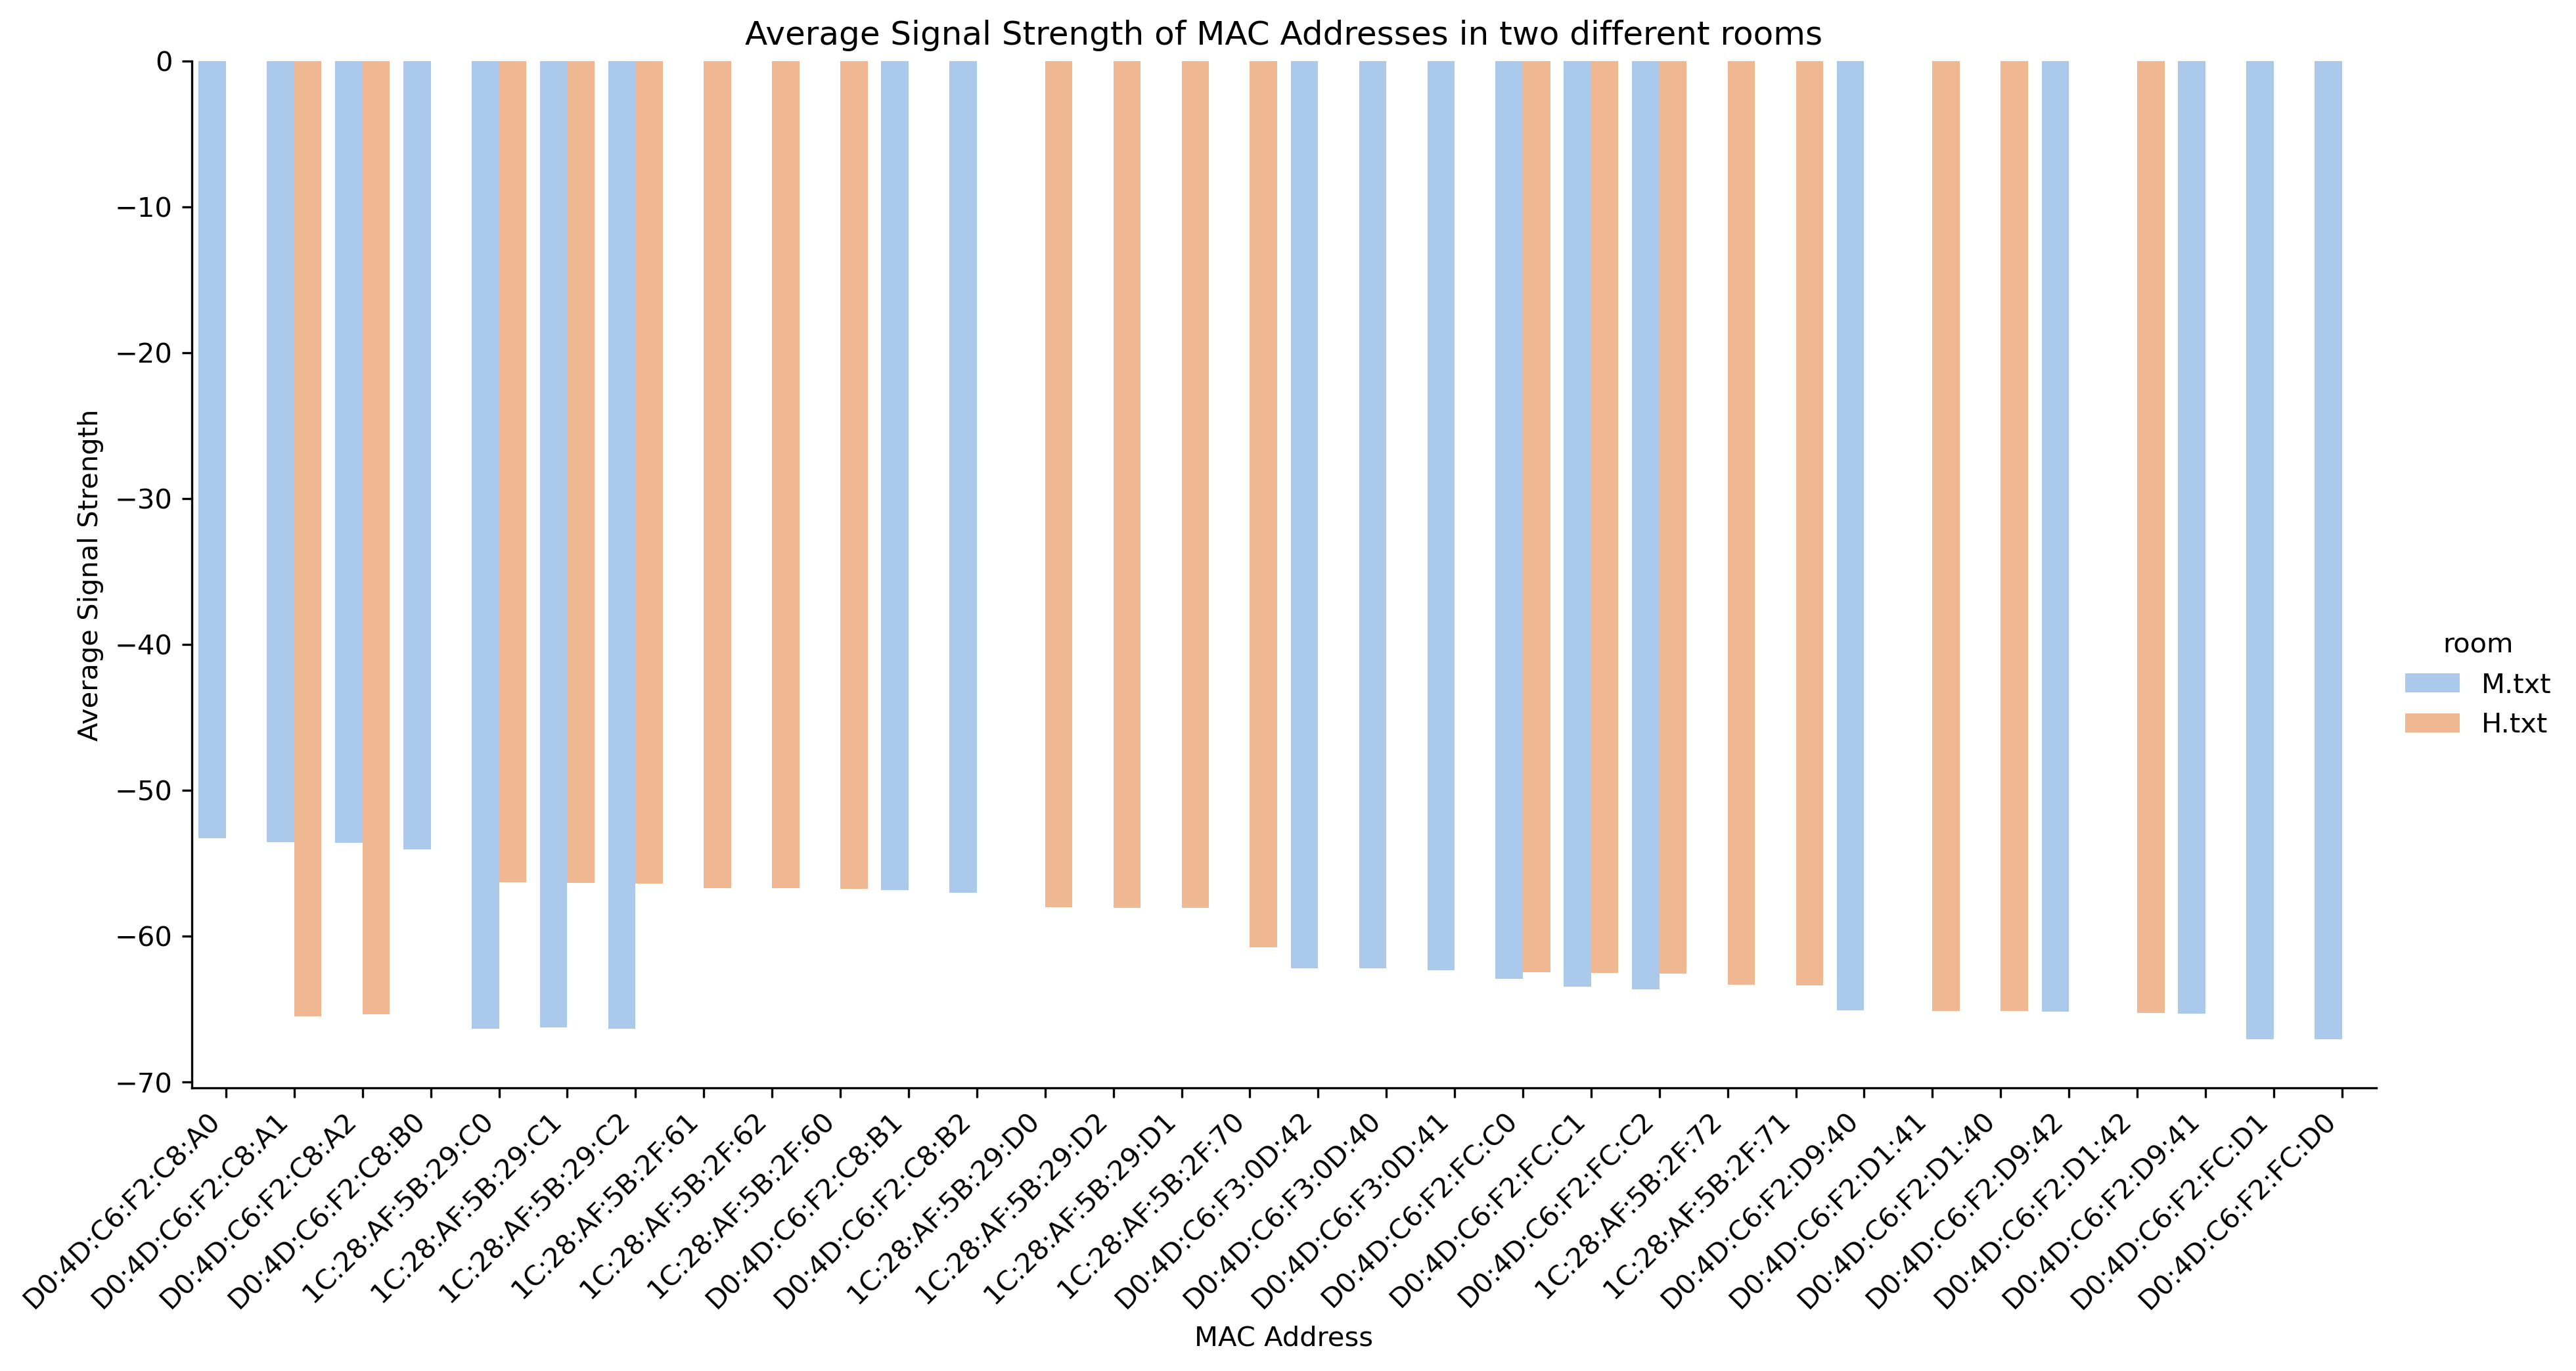 Average Signal Strength of MAC Addresses in two different rooms
0
−10
−20
−30
−40
−50
−60
−70
Average Signal Strength
room
M.txt
H.txt
D0:4D:C6:F2:C8:A0
D0:4D:C6:F2:C8:A1
D0:4D:C6:F2:C8:A2
D0:4D:C6:F2:C8:B0
1C:28:AF:5B:29:C0
1C:28:AF:5B:29:C1
1C:28:AF:5B:29:C2
1C:28:AF:5B:2F:61
1C:28:AF:5B:2F:62
1C:28:AF:5B:2F:60
D0:4D:C6:F2:C8:B1
D0:4D:C6:F2:C8:B2
1C:28:AF:5B:29:D0
1C:28:AF:5B:29:D2
1C:28:AF:5B:29:D1
1C:28:AF:5B:2F:70
D0:4D:C6:F3:0D:42
D0:4D:C6:F3:0D:40
D0:4D:C6:F3:0D:41
D0:4D:C6:F2:FC:C0
D0:4D:C6:F2:FC:C1
D0:4D:C6:F2:FC:C2
1C:28:AF:5B:2F:72
1C:28:AF:5B:2F:71
D0:4D:C6:F2:D9:40
D0:4D:C6:F2:D1:41
D0:4D:C6:F2:D1:40
D0:4D:C6:F2:D9:42
D0:4D:C6:F2:D1:42
D0:4D:C6:F2:D9:41
D0:4D:C6:F2:FC:D1
D0:4D:C6:F2:FC:D0
MAC Address